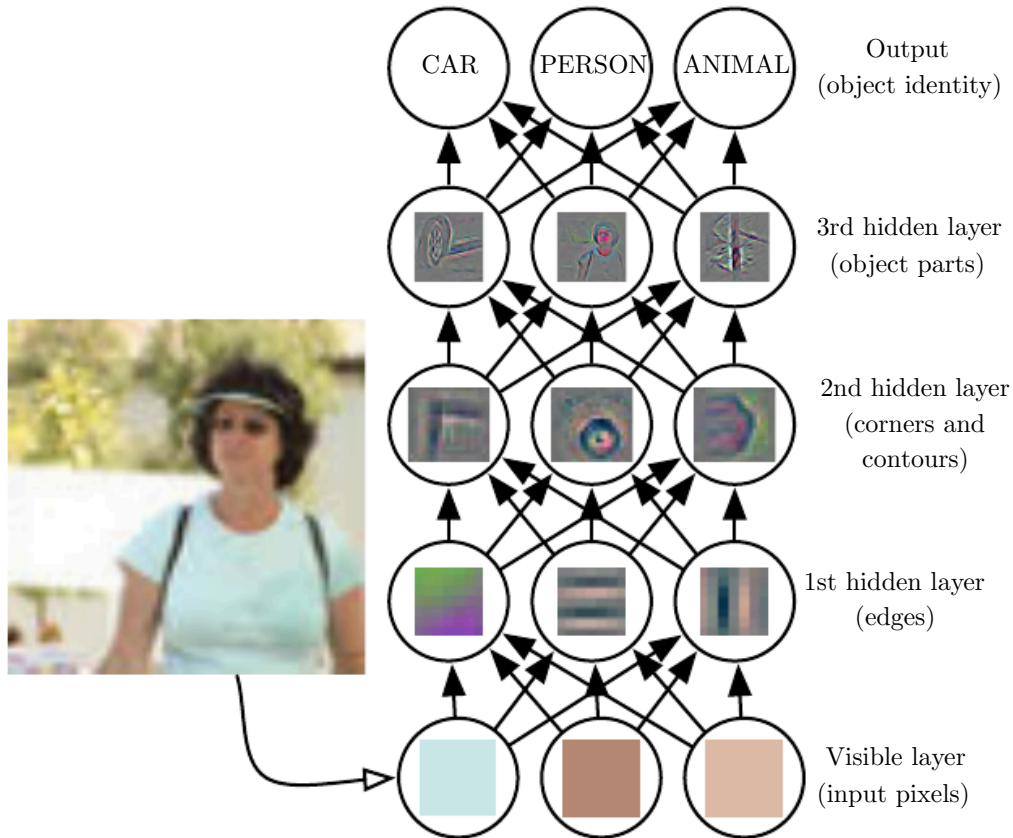 CAR
PERSON
ANIMAL
Output
(object identity)
3rd hidden layer
(object parts)
2nd hidden layer
(corners and
contours)
1st hidden layer
(edges)
Visible layer
(input pixels)